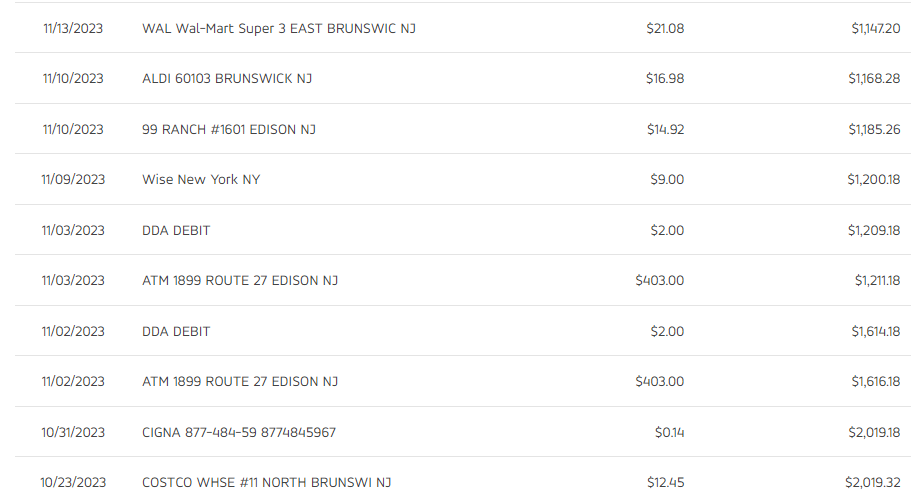 11/13/2023 WAL Wal-Mart Super 3 EAST BRUNSWIC NJ $21.08 $1,147.20
11/10/2023 ALDI 60103 BRUNSWICK NJ $16.98 $1,168.28
11/10/2023 99 RANCH #1601 EDISON NJ $14.92 $1,185.26
11/09/2023 Wise New York NY $9.00 $1,200.18
11/03/2023 DDA DEBIT $2.00 $1,209.18
11/03/2023 ATM 1899 ROUTE 27 EDISON NJ $403.00 $1,211.18
11/02/2023 DDA DEBIT $2.00 $1,614.18
11/02/2023 ATM 1899 ROUTE 27 EDISON NJ $403.00 $1,616.18
10/31/2023 CIGNA 877-484-59 8774845967 $0.14 $2,019.18
10/23/2023 COSTCO WHSE #11 NORTH BRUNSWI NJ $12.45 $2,019.32